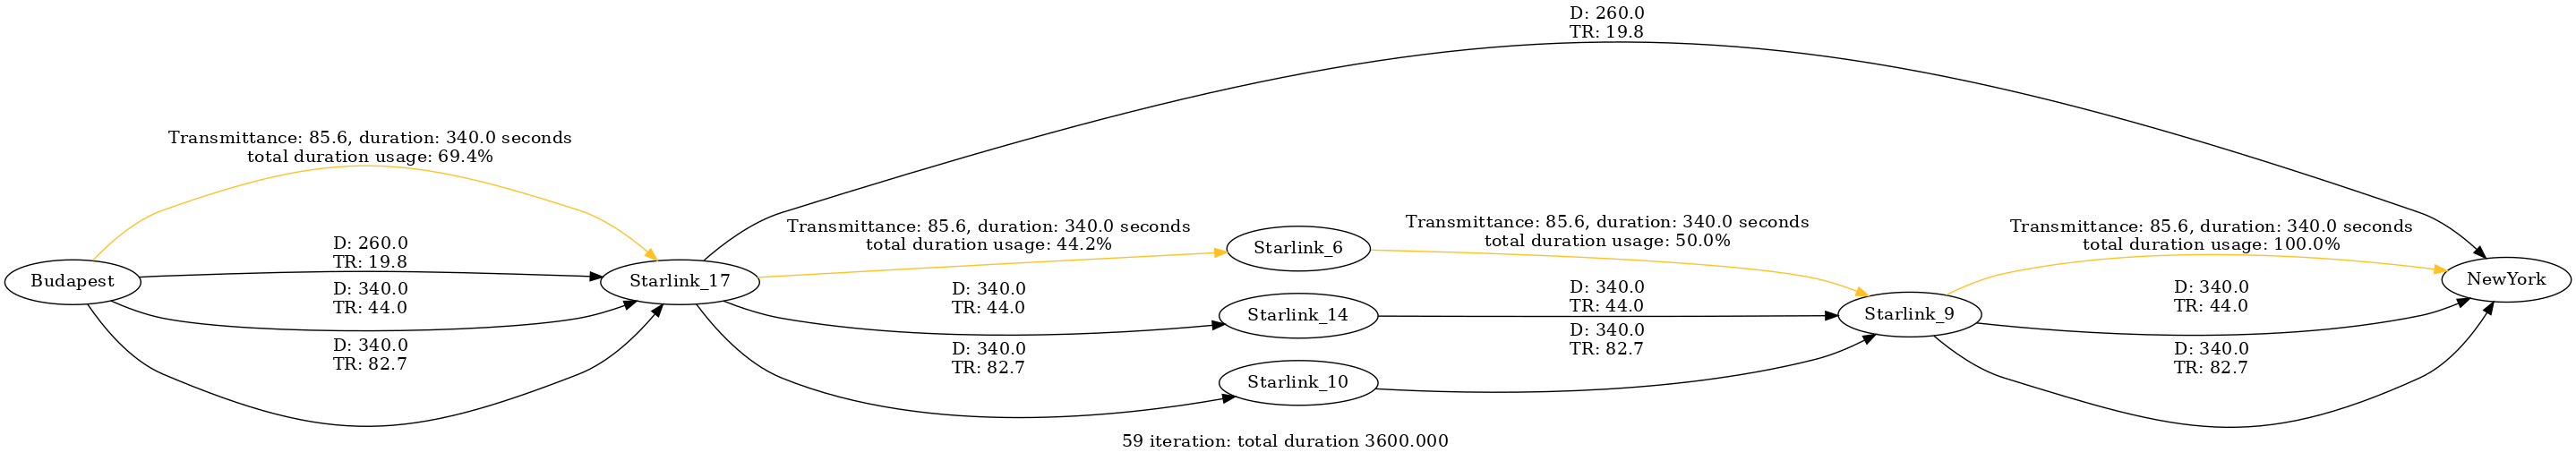 D: 260.0
TR: 19.8
Transmittance: 85.6, duration: 340.0 seconds
total duration usage: 69.4%
Transmittance: 85.6, duration: 340.0 seconds
total duration usage: 44.2%
Transmittance: 85.6, duration: 340.0 seconds
total duration usage: 50.0%
Transmittance: 85.6, duration: 340.0 seconds
total duration usage: 100.0%
D: 260.0
TR: 19.8
D: 340.0
TR: 44.0
D: 340.0
TR: 82.7
D: 340.0
TR: 44.0
D: 340.0
TR: 82.7
D: 340.0
TR: 44.0
D: 340.0
TR: 82.7
D: 340.0
TR: 44.0
D: 340.0
TR: 82.7
Budapest
Starlink_17
Starlink_6
Starlink_14
Starlink_10
Starlink_9
NewYork
59 iteration: total duration 3600.000